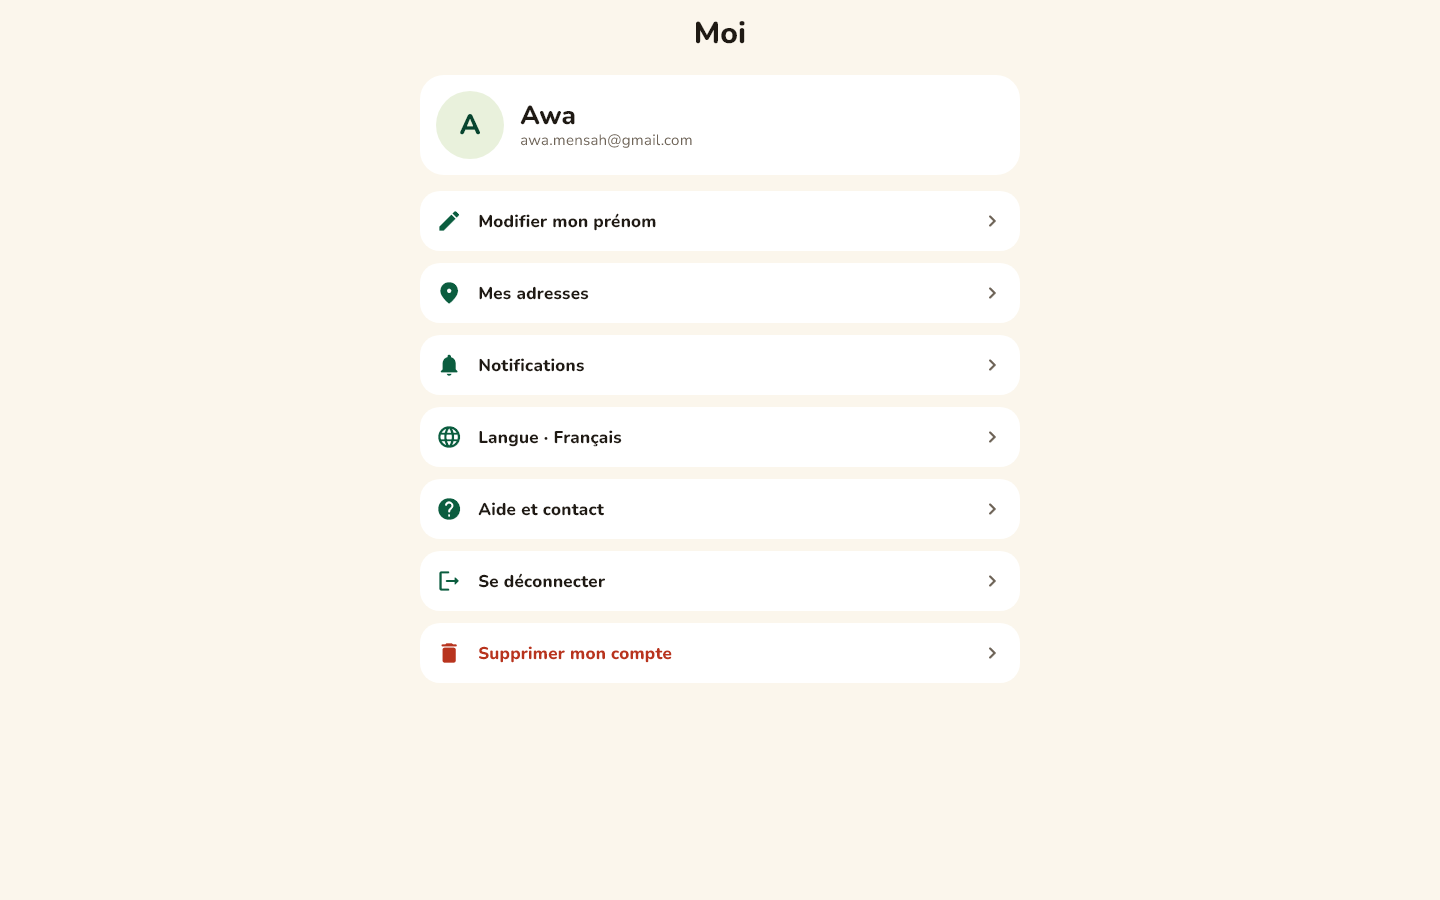 Moi
A
Awa
awa.mensah@gmail.com
Modifier mon prénom
Mes adresses
Notifications
Langue · Français
Aide et contact
Se déconnecter
Supprimer mon compte